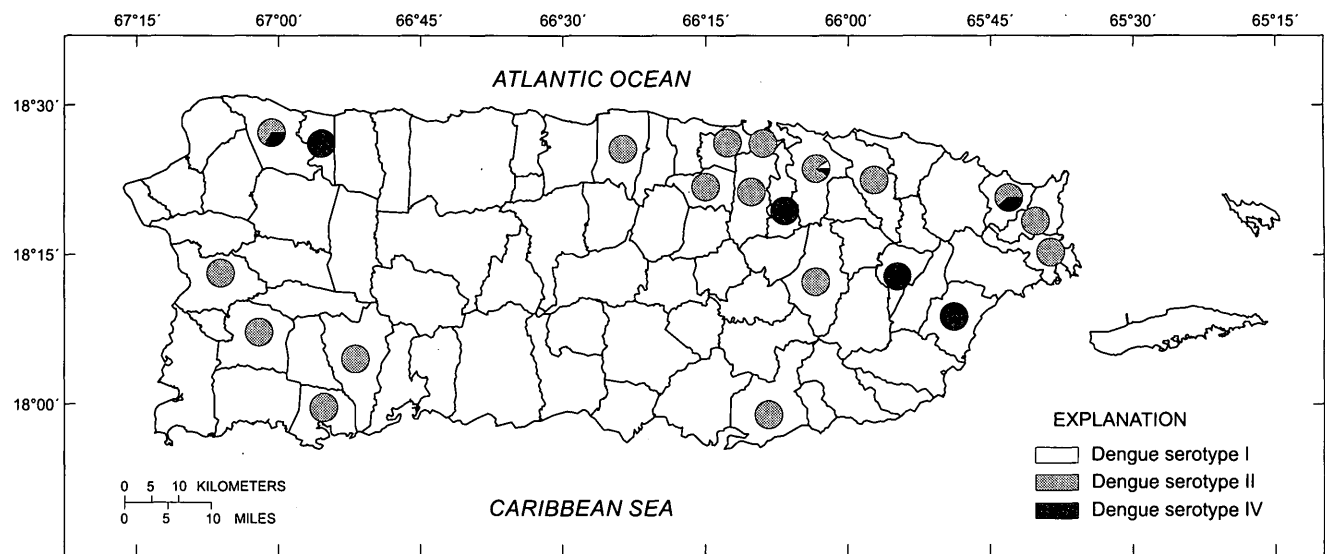 67°15′ 67°00′ 66°45′ 66°30′ 66°15′ 66°00′ 65°45′ 65°30′ 65°15′
ATLANTIC OCEAN
18°30′
18°15′
18°00′
EXPLANATION
Dengue serotype I
Dengue serotype II
Dengue serotype IV
0 5 10 KILOMETERS
0 5 10 MILES
CARIBBEAN SEA